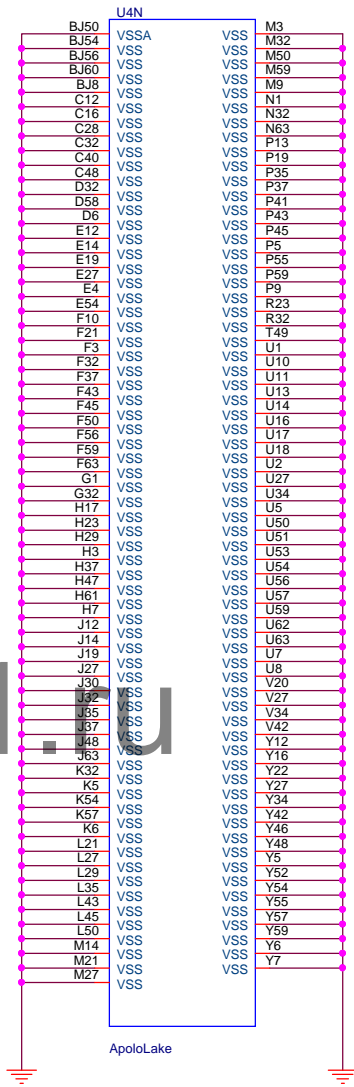 U4N
BJ50 VSSA VSS M3
BJ54 VSS VSS M32
BJ56 VSS VSS M50
BJ60 VSS VSS M59
BJ8 VSS VSS M9
C12 VSS VSS N1
C16 VSS VSS N32
C28 VSS VSS N63
C32 VSS VSS P13
C40 VSS VSS P19
C48 VSS VSS P35
D32 VSS VSS P37
D58 VSS VSS P41
D6 VSS VSS P43
E12 VSS VSS P45
E14 VSS VSS P5
E19 VSS VSS P55
E27 VSS VSS P59
E4 VSS VSS P9
E54 VSS VSS R23
F10 VSS VSS R32
F21 VSS VSS T49
F3 VSS VSS U1
F32 VSS VSS U10
F37 VSS VSS U11
F43 VSS VSS U13
F45 VSS VSS U14
F50 VSS VSS U16
F56 VSS VSS U17
F59 VSS VSS U18
F63 VSS VSS U2
G1 VSS VSS U27
G32 VSS VSS U34
H17 VSS VSS U5
H23 VSS VSS U50
H29 VSS VSS U51
H3 VSS VSS U53
H37 VSS VSS U54
H47 VSS VSS U56
H61 VSS VSS U57
H7 VSS VSS U59
J12 VSS VSS U62
J14 VSS VSS U63
J19 VSS VSS U7
J27 VSS VSS U8
J30 VSS VSS V20
J32 VSS VSS V27
J35 VSS VSS V34
J37 VSS VSS V42
J48 VSS VSS Y12
J63 VSS VSS Y16
K32 VSS VSS Y22
K5 VSS VSS Y27
K54 VSS VSS Y34
K57 VSS VSS Y42
K6 VSS VSS Y46
L21 VSS VSS Y48
L27 VSS VSS Y5
L29 VSS VSS Y52
L35 VSS VSS Y54
L43 VSS VSS Y55
L45 VSS VSS Y57
L50 VSS VSS Y59
M14 VSS VSS Y6
M21 VSS VSS Y7
M27 VSS
.ru
ApoloLake